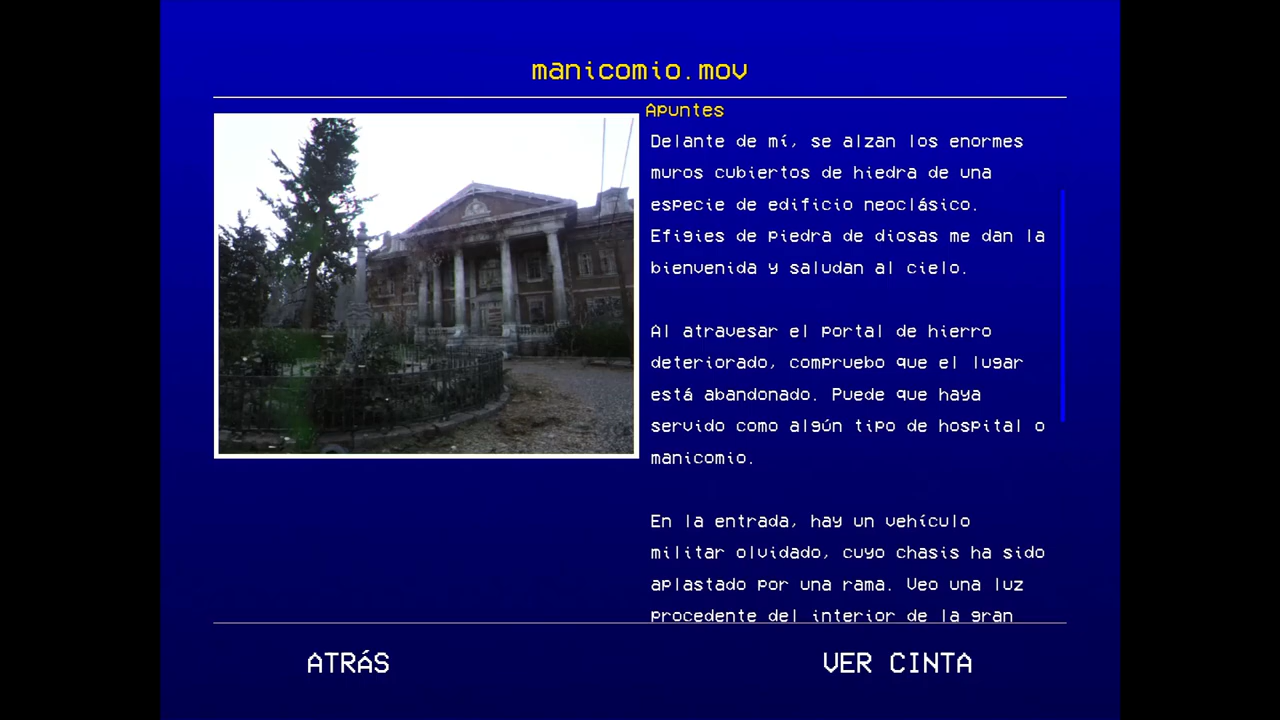 manicomio.mov
Apuntes
Delante de mí, se alzan los enormes
muros cubiertos de hiedra de una
especie de edificio neoclásico.
Efigies de piedra de diosas me dan la
bienvenida y saludan al cielo.
Al atravesar el portal de hierro
deteriorado, compruebo que el lugar
está abandonado. Puede que haya
servido como algún tipo de hospital o
manicomio.
En la entrada, hay un vehículo
militar olvidado, cuyo chasis ha sido
aplastado por una rama. Veo una luz
procedente del interior de la gran
ATRÁS
VER CINTA